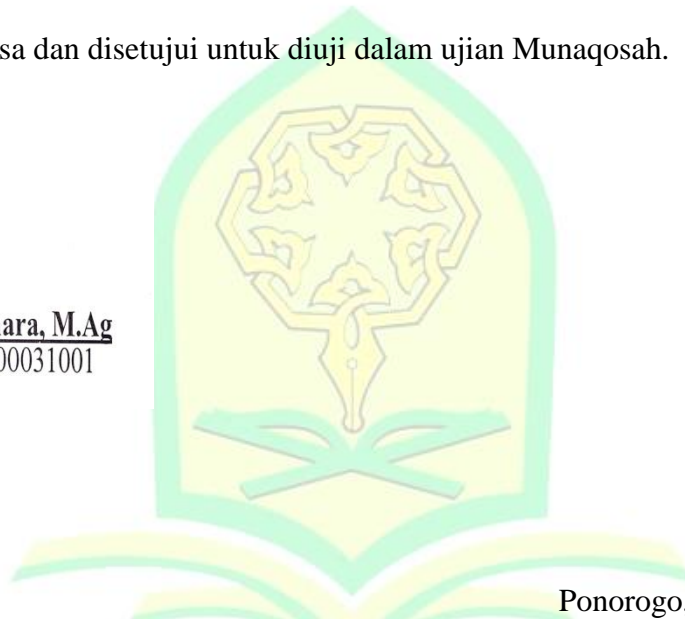 sa dan disetujui untuk diuji dalam ujian Munaqosah.
ara, M.Ag
00031001
Ponorogo,